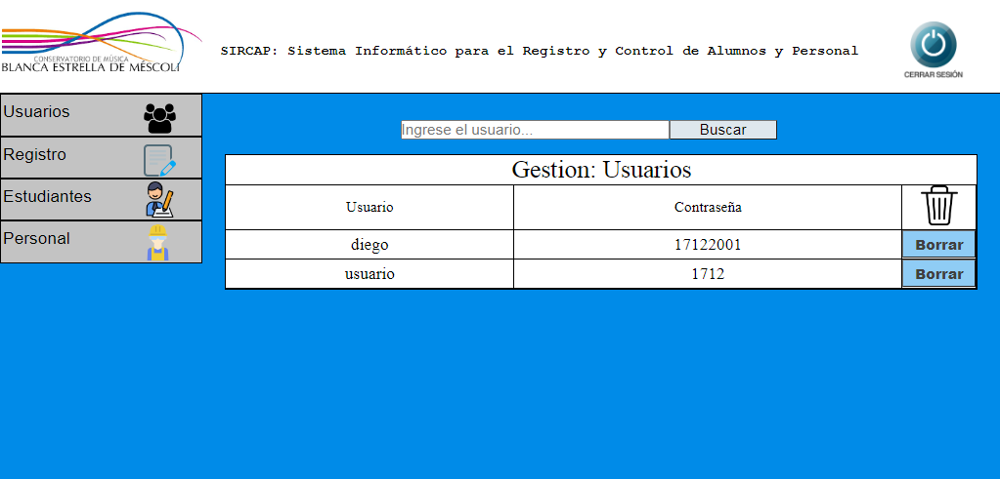 CONSERVATORIO DE MÚSICA
BLANCA ESTRELLA DE MÉSCOLI
SIRCAP: Sistema Informático para el Registro y Control de Alumnos y Personal
CERRAR SESIÓN
Usuarios
Registro
Estudiantes
Personal
Ingrese el usuario... Buscar
Gestion: Usuarios
Usuario Contraseña
diego 17122001 Borrar
usuario 1712 Borrar